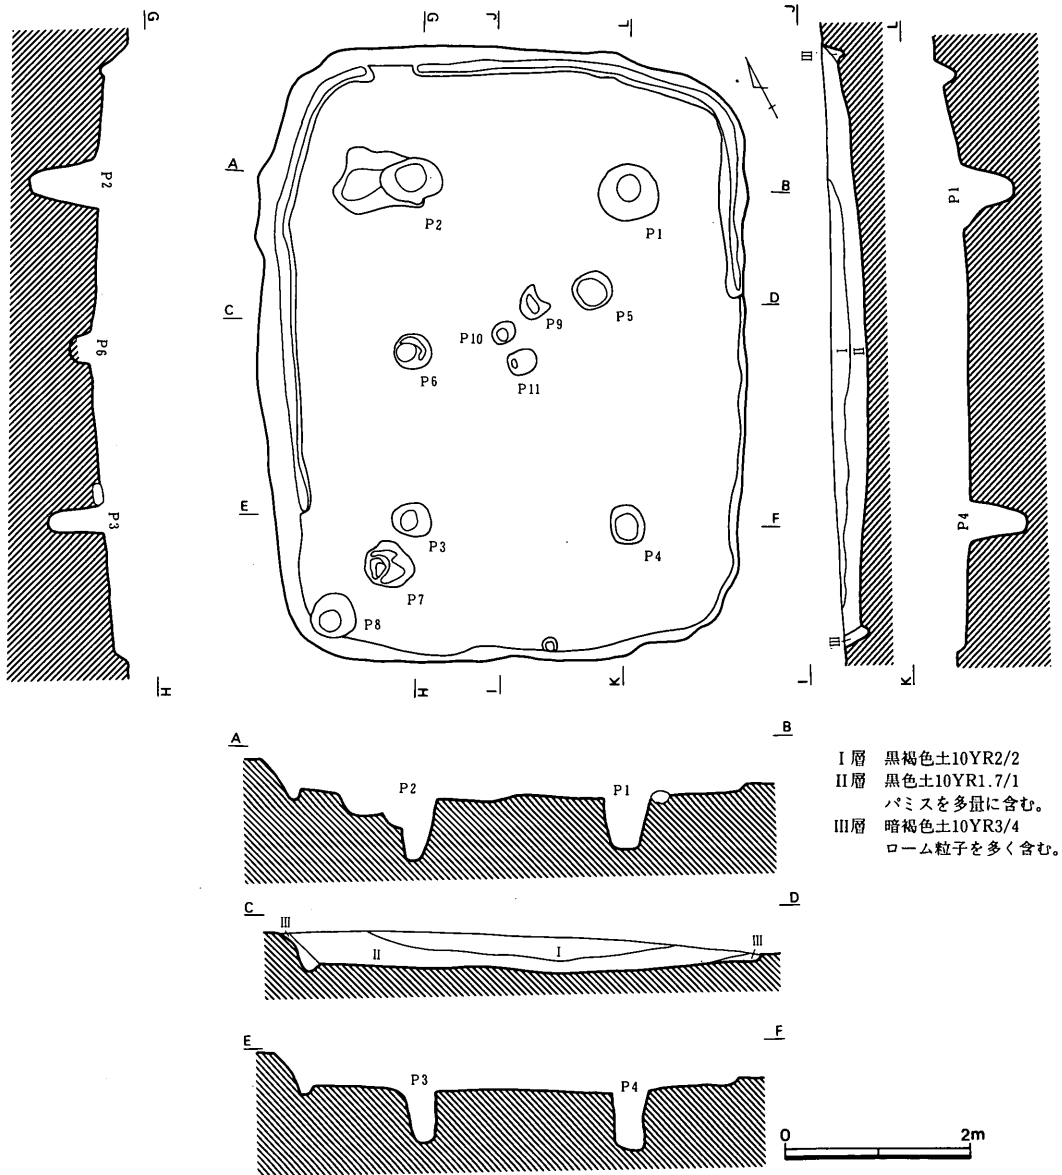 G
G
J
L
J
L
III
A
B
P2
P1
P2
P1
C
D
P9
P5
P10
P6
P11
P6
I
II
E
F
P3
P4
P3
P4
P7
P8
III
H
H
I
K
I
K
A
B
P2
P1
I層 黒褐色土10YR2/2
II層 黒色土10YR1.7/1
パミスを多量に含む。
III層 暗褐色土10YR3/4
ローム粒子を多く含む。
C
D
III
II
I
III
E
F
P3
P4
0 2m